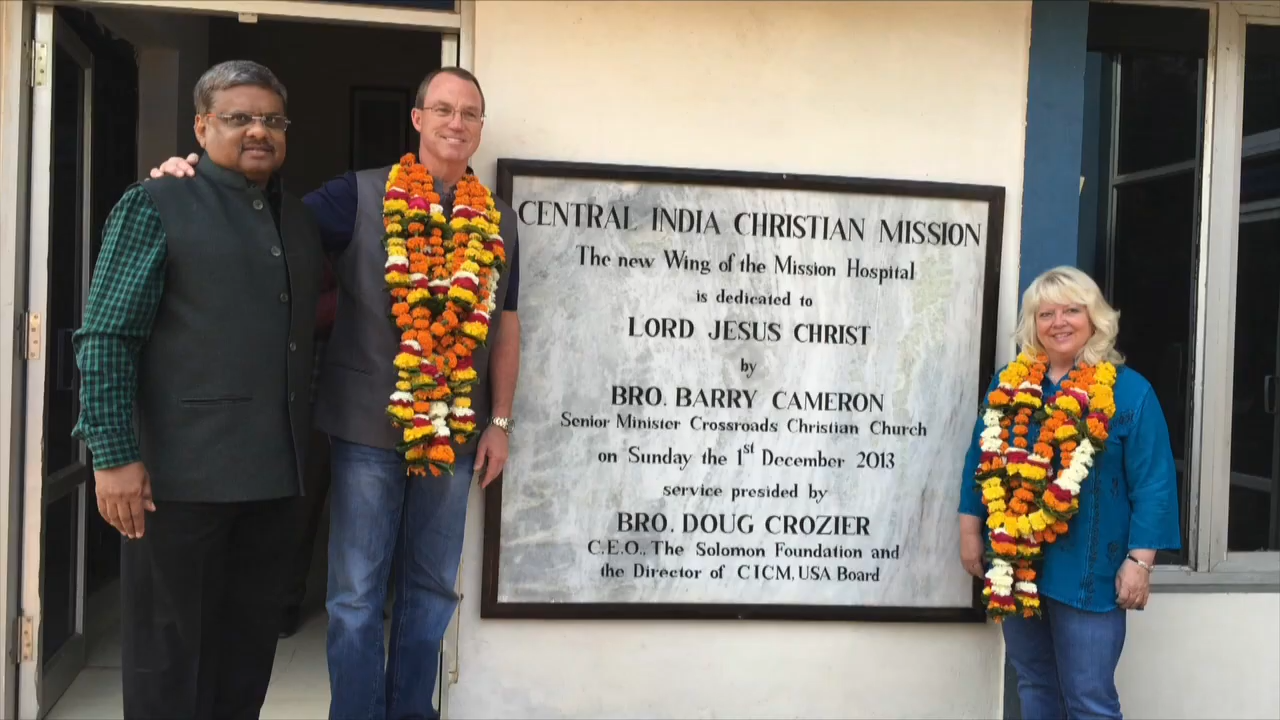 CENTRAL INDIA CHRISTIAN MISSION
The new Wing of the Mission Hospital
is dedicated to
LORD JESUS CHRIST
by
BRO. BARRY CAMERON
Senior Minister Crossroads Christian Church
on Sunday the 1st December 2013
service presided by
BRO. DOUG CROZIER
C.E.O., The Solomon Foundation and
the Director of CICM, USA Board